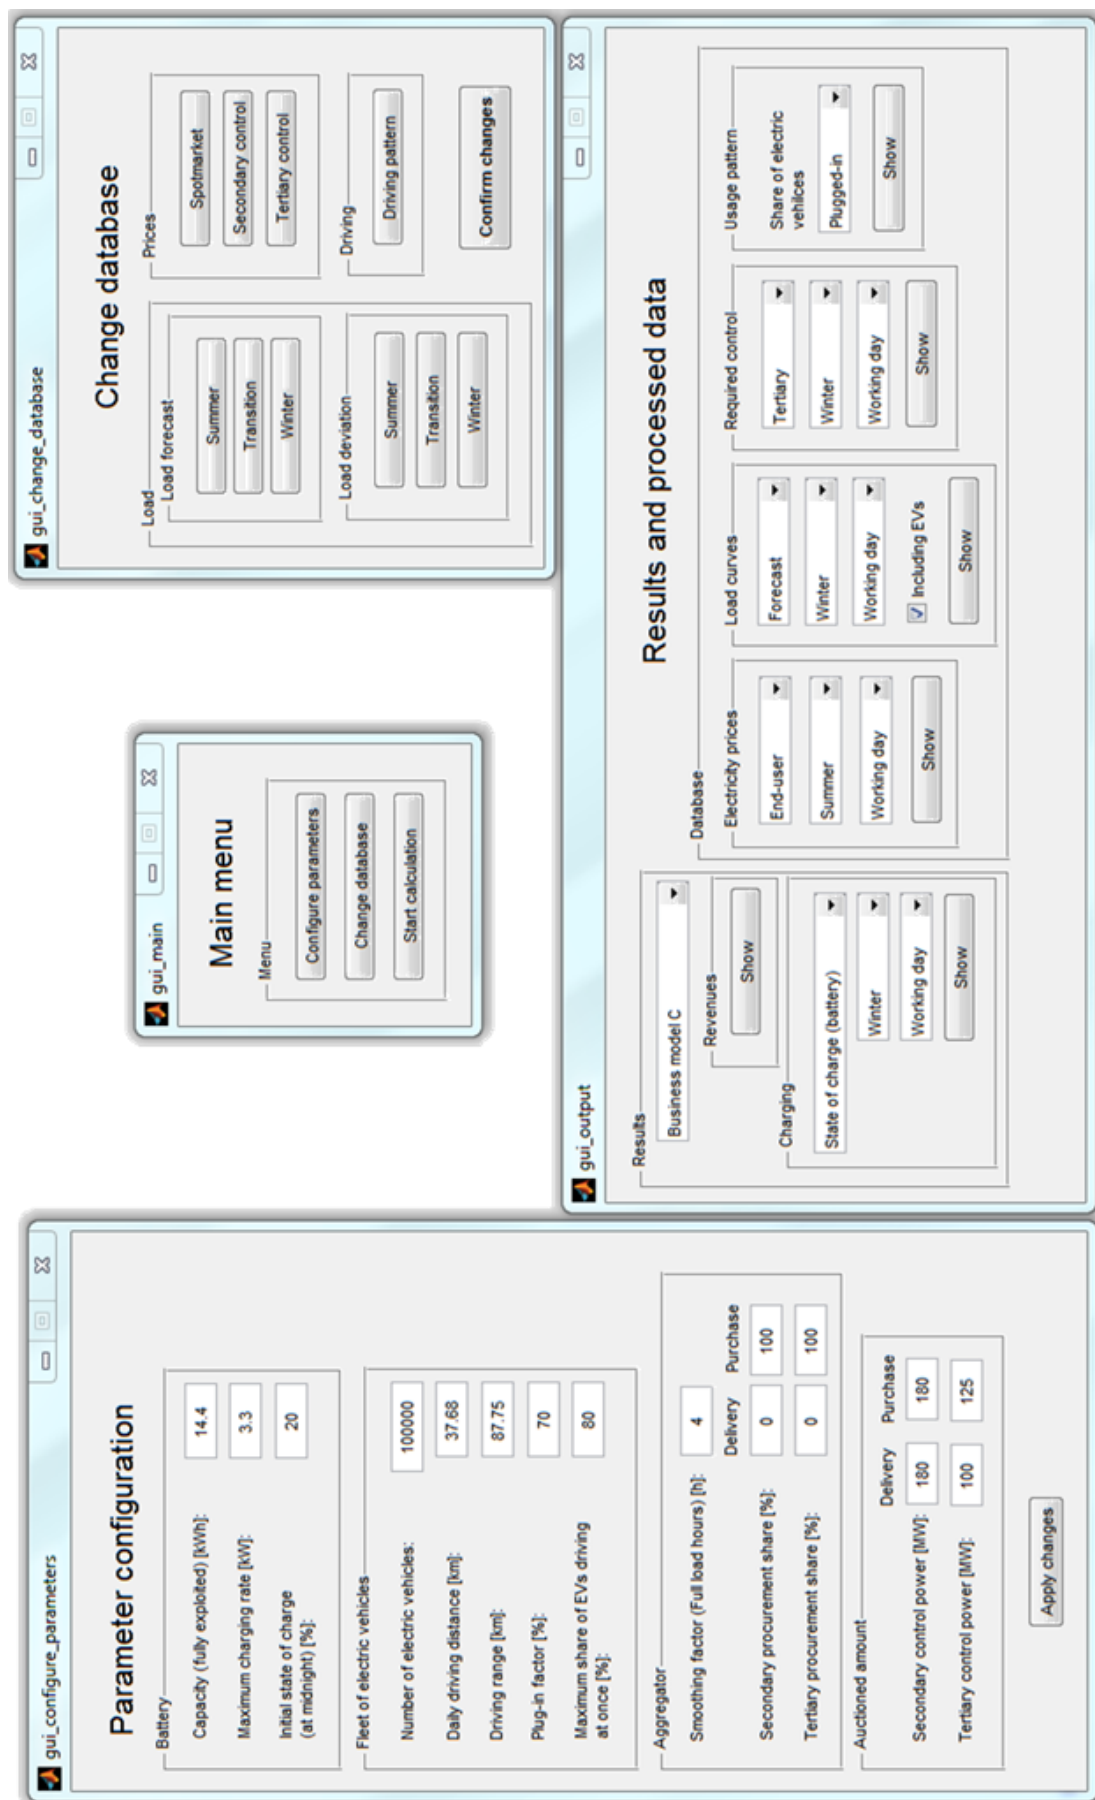 gui_configure_parameters
Parameter configuration
Battery
Capacity (fully exploited) [kWh]: 14.4
Maximum charging rate [kW]: 3.3
Initial state of charge
(at midnight) [%]: 20
Fleet of electric vehicles
Number of electric vehicles: 100000
Daily driving distance [km]: 37.68
Driving range [km]: 87.75
Plug-in factor [%]: 70
Maximum share of EVs driving
at once [%]: 80
Aggregator
Smoothing factor (Full load hours) [h]: 4
Delivery Purchase
Secondary procurement share [%]: 0 100
Tertiary procurement share [%]: 0 100
Auctioned amount
Delivery Purchase
Secondary control power [MW]: 180 180
Tertiary control power [MW]: 100 125
Apply changes
gui_main
Main menu
Menu
Configure parameters
Change database
Start calculation
gui_change_database
Change database
Load
Load forecast
Summer
Transition
Winter
Load deviation
Summer
Transition
Winter
Prices
Spotmarket
Secondary control
Tertiary control
Driving
Driving pattern
Confirm changes
gui_output
Results and processed data
Results
Business model C
Revenues
Show
Charging
State of charge (battery)
Winter
Working day
Show
Database
Electricity prices
End-user
Summer
Working day
Show
Load curves
Forecast
Winter
Working day
Including EVs
Show
Required control
Tertiary
Winter
Working day
Show
Usage pattern
Share of electric
vehilces
Plugged-in
Show